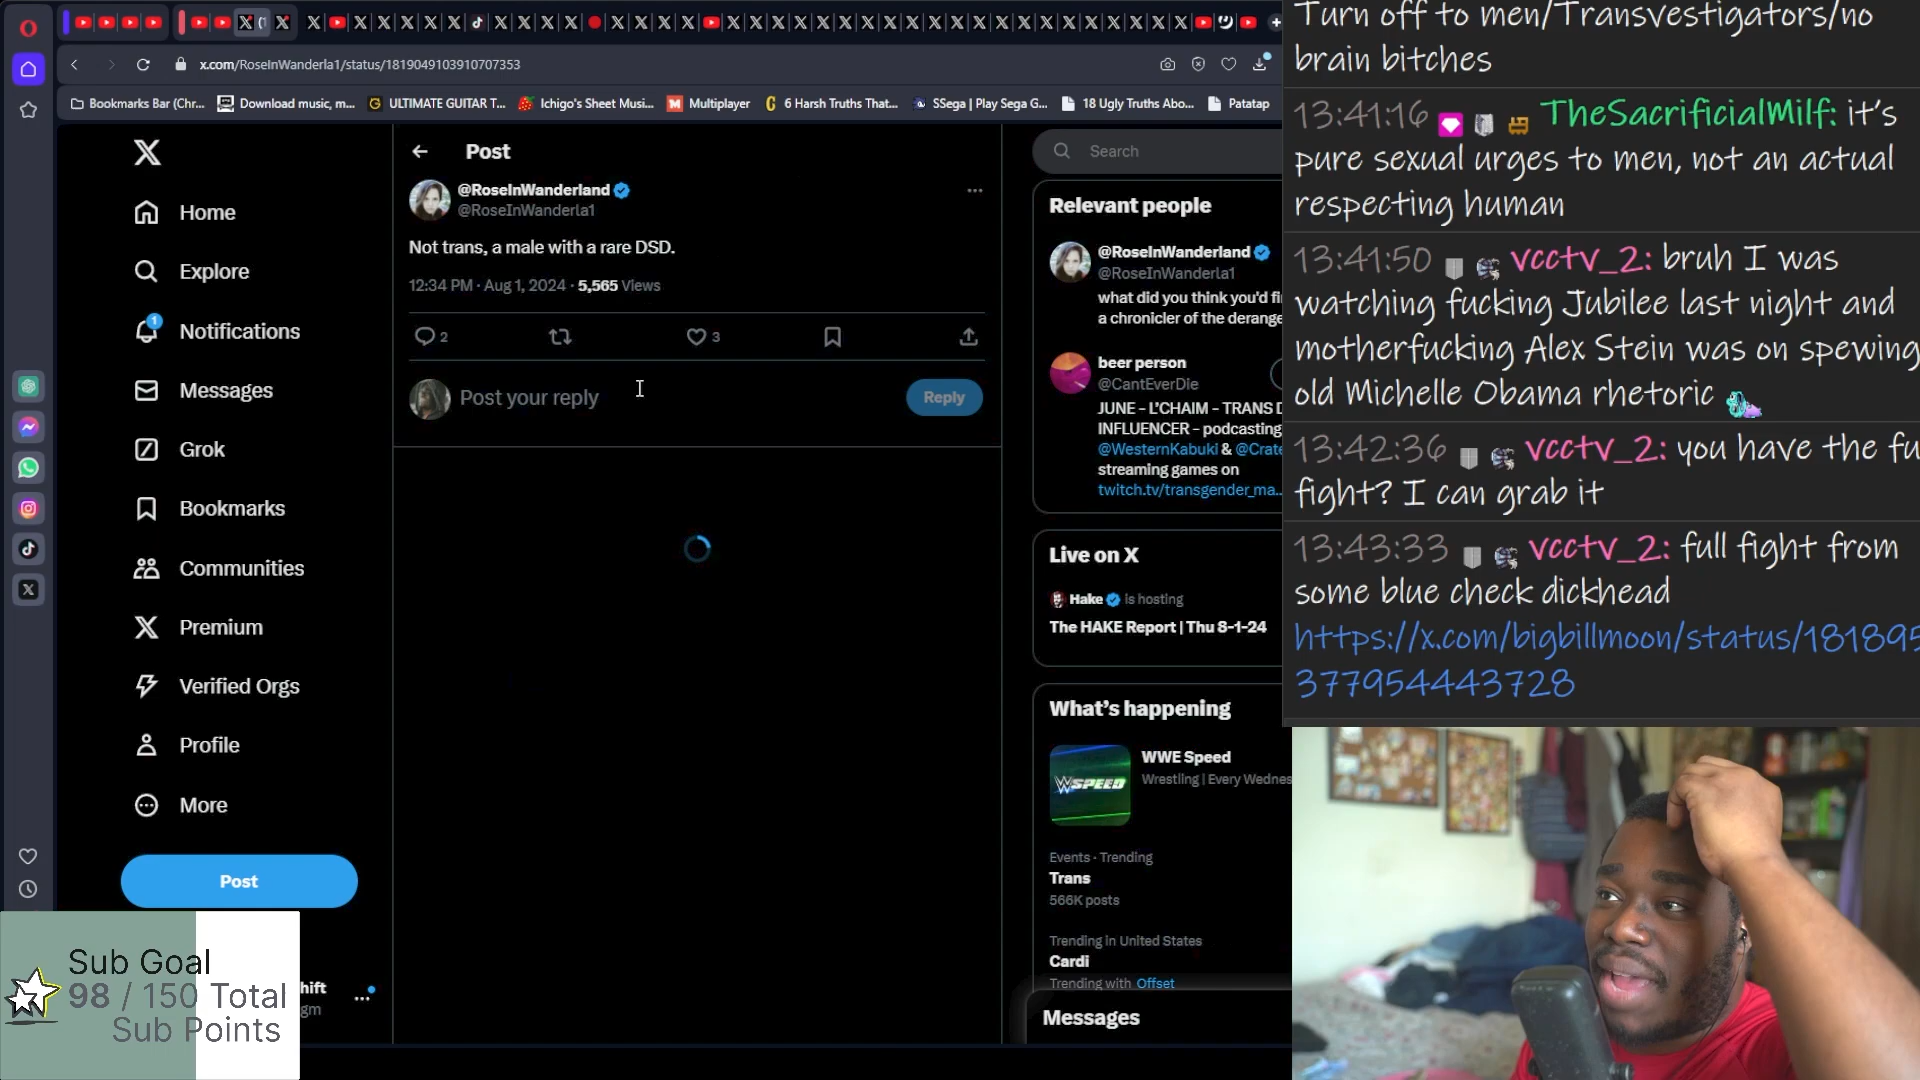 x.com/RoseInWanderla1/status/1819049103910707353
Bookmarks Bar (Chr...
Download music, m...
ULTIMATE GUITAR T...
Ichigo's Sheet Musi...
Multiplayer
6 Harsh Truths That...
SSega | Play Sega G...
18 Ugly Truths Abo...
Patatap
Home
Explore
1
Notifications
Messages
Grok
Bookmarks
Communities
Premium
Verified Orgs
Profile
More
Post
hift
gm
Sub Goal
98 / 150 Total
Sub Points
Post
@RoseInWanderland
@RoseInWanderla1
Not trans, a male with a rare DSD.
12:34 PM · Aug 1, 2024 · 5,565 Views
2
3
Post your reply
Reply
Search
Relevant people
@RoseInWanderland
@RoseInWanderla1
what did you think you'd fi
a chronicler of the derange
beer person
@CantEverDie
JUNE – L'CHAIM – TRANS D
INFLUENCER – podcasting
@WesternKabuki & @Crate
streaming games on
twitch.tv/transgender_ma...
Live on X
Hake is hosting
The HAKE Report | Thu 8-1-24
What's happening
WWE Speed
Wrestling | Every Wednes
WSPEED
Events · Trending
Trans
566K posts
Trending in United States
Cardi
Trending with Offset
Messages
Turn off to men/Transvestigators/no
brain bitches
13:41:16 TheSacrificialMilf: it's
pure sexual urges to men, not an actual
respecting human
13:41:50 vcctv_2: bruh I was
watching fucking Jubilee last night and
motherfucking Alex Stein was on spewing
old Michelle Obama rhetoric
13:42:36 vcctv_2: you have the fu
fight? I can grab it
13:43:33 vcctv_2: full fight from
some blue check dickhead
https://x.com/bigbillmoon/status/181895
377954443728